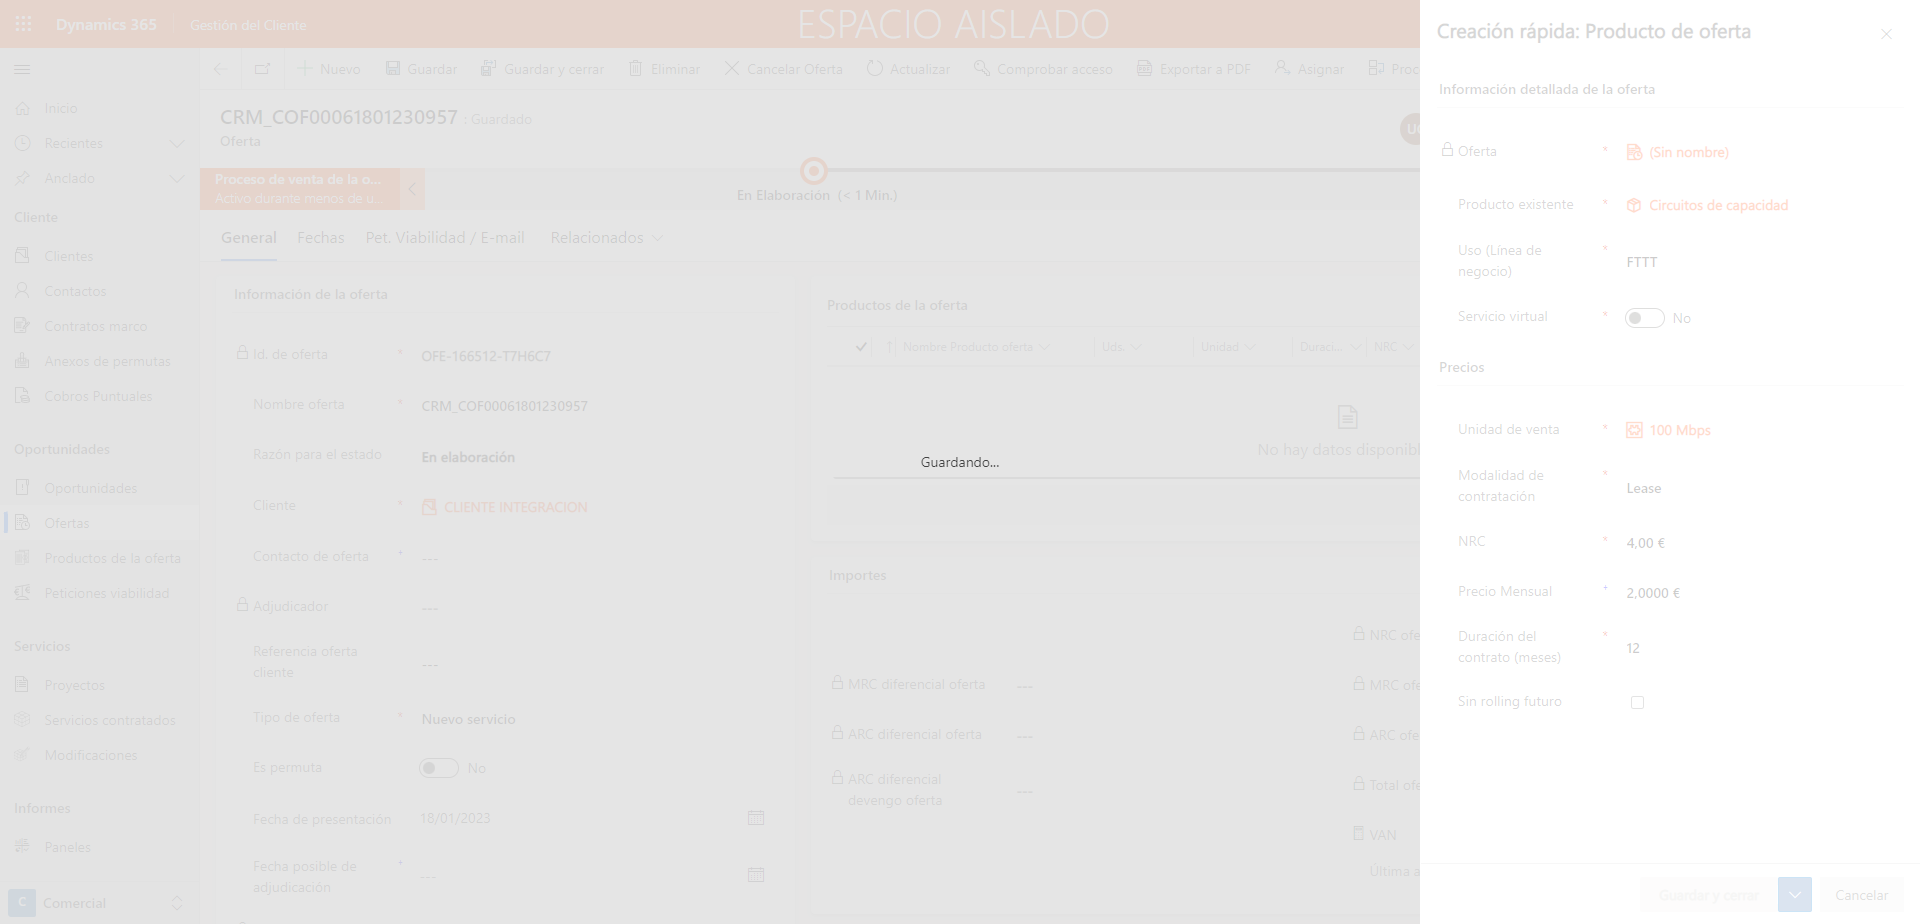 Dynamics 365
Gestión del Cliente
ESPACIO AISLADO
Nuevo
Guardar
Guardar y cerrar
Eliminar
Cancelar Oferta
Actualizar
Comprobar acceso
Exportar a PDF
Asignar
Inicio
Recientes
Anclado
Cliente
Clientes
Contactos
Contratos marco
Anexos de permutas
Cobros Puntuales
Oportunidades
Oportunidades
Ofertas
Productos de la oferta
Peticiones viabilidad
Servicios
Proyectos
Servicios contratados
Modificaciones
Informes
Paneles
C
Comercial
CRM_COF00061801230957 : Guardado
Oferta
Proceso de venta de la o...
Activo durante menos de u...
En Elaboración (< 1 Min.)
General
Fechas
Pet. Viabilidad / E-mail
Relacionados
Información de la oferta
Id. de oferta * OFE-166512-T7H6C7
Nombre oferta * CRM_COF00061801230957
Razón para el estado En elaboración
Cliente * CLIENTE INTEGRACION
Contacto de oferta + ---
Adjudicador ---
Referencia oferta
cliente
---
Tipo de oferta * Nuevo servicio
Es permuta No
Fecha de presentación 18/01/2023
Fecha posible de
adjudicación
+ ---
Productos de la oferta
Nombre Producto oferta
Uds.
Unidad
Duraci...
NRC
No hay datos disponibl
Guardando...
Importes
MRC diferencial oferta ---
ARC diferencial oferta ---
ARC diferencial
devengo oferta
---
NRC ofe
MRC ofe
ARC ofe
Total ofe
VAN
Última a
Creación rápida: Producto de oferta
Información detallada de la oferta
Oferta * (Sin nombre)
Producto existente * Circuitos de capacidad
Uso (Línea de
negocio)
* FTTT
Servicio virtual * No
Precios
Unidad de venta * 100 Mbps
Modalidad de
contratación
* Lease
NRC * 4,00 €
Precio Mensual + 2,0000 €
Duración del
contrato (meses)
* 12
Sin rolling futuro
Guardar y cerrar
Cancelar